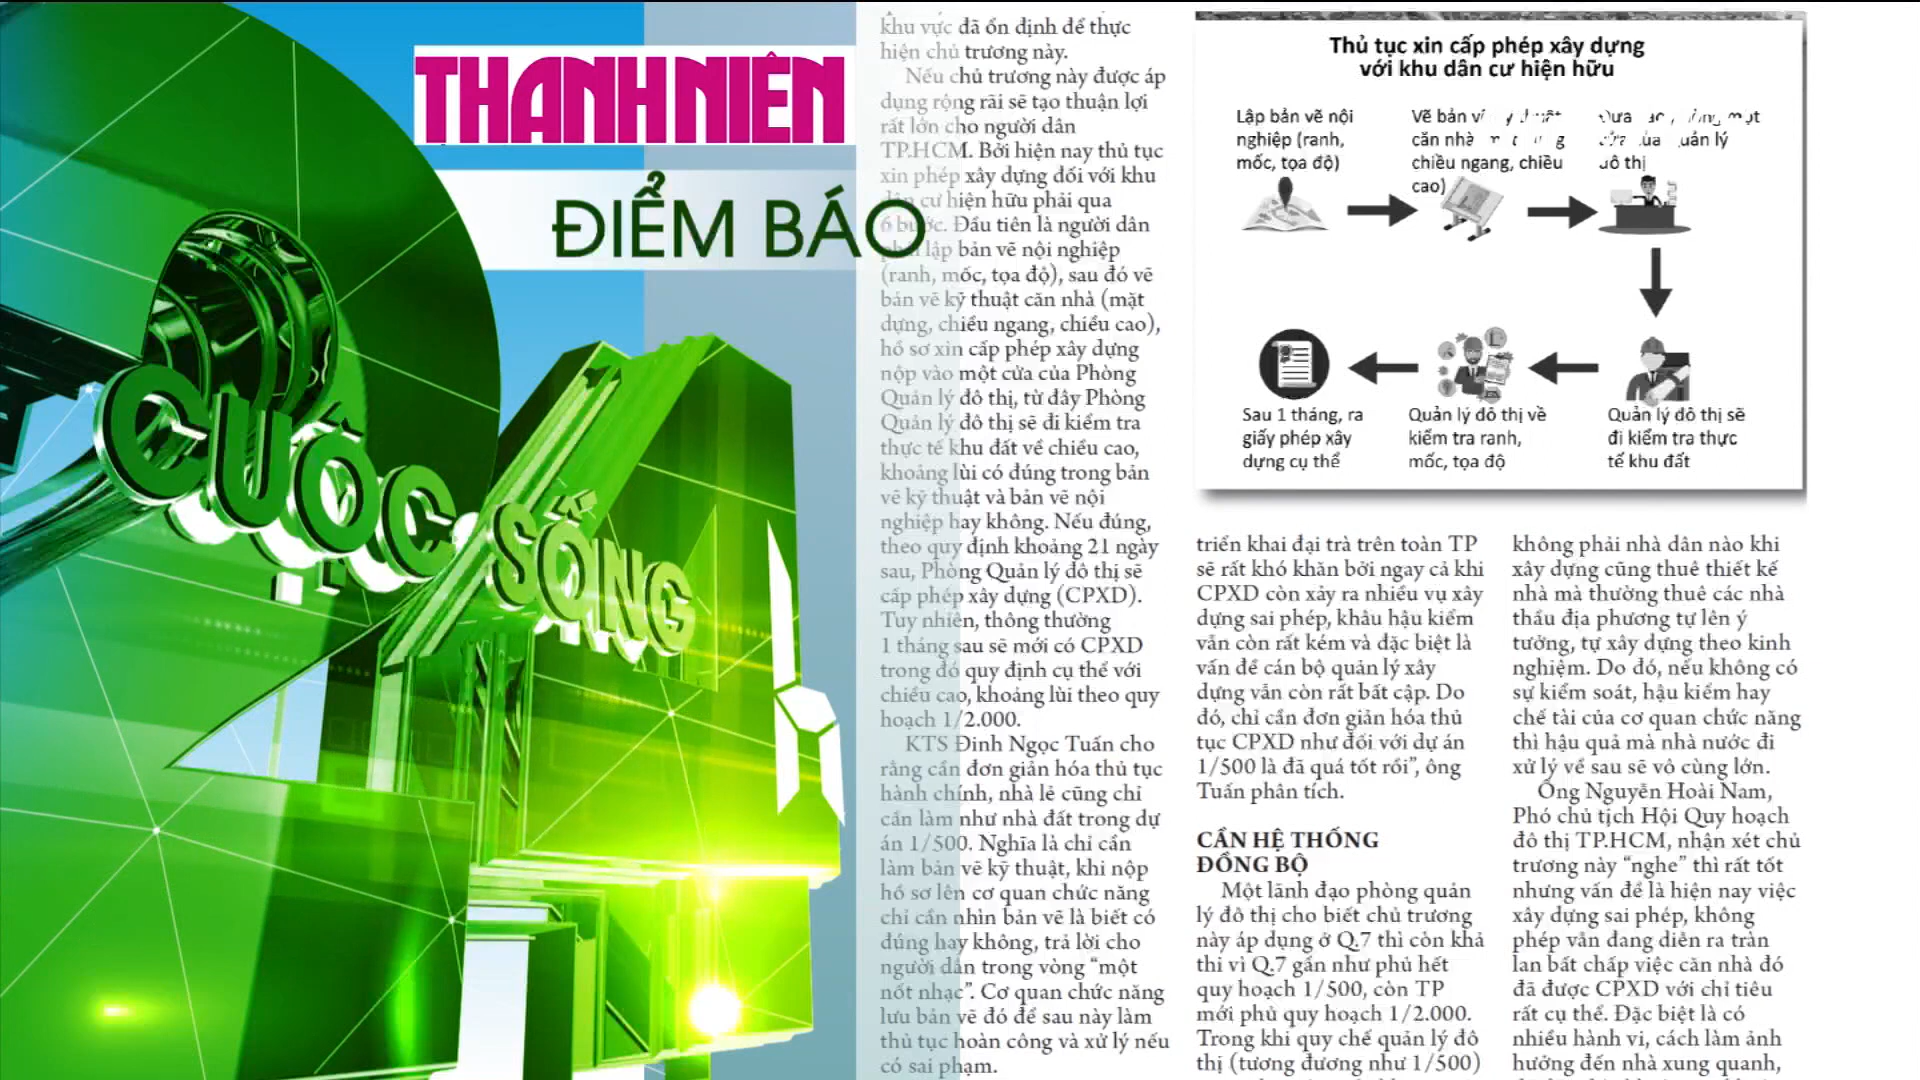 THANH NIÊN
ĐIỂM BÁO
CUỘC SỐNG
24h
khu vực đã ổn định để thực
hiện chủ trương này.
Nếu chủ trương này được áp
dụng rộng rãi sẽ tạo thuận lợi
rất lớn cho người dân
TP.HCM. Bởi hiện nay thủ tục
xin phép xây dựng đối với khu
dân cư hiện hữu phải qua
6 bước. Đầu tiên là người dân
phải lập bản vẽ nội nghiệp
(ranh, mốc, tọa độ), sau đó vẽ
bản vẽ kỹ thuật căn nhà (mặt
dựng, chiều ngang, chiều cao),
hồ sơ xin cấp phép xây dựng
nộp vào một cửa của Phòng
Quản lý đô thị, từ đây Phòng
Quản lý đô thị sẽ đi kiểm tra
thực tế khu đất về chiều cao,
khoảng lùi có đúng trong bản
vẽ kỹ thuật và bản vẽ nội
nghiệp hay không. Nếu đúng,
theo quy định khoảng 21 ngày
sau, Phòng Quản lý đô thị sẽ
cấp phép xây dựng (CPXD).
Tuy nhiên, thông thường
1 tháng sau sẽ mới có CPXD
trong đó quy định cụ thể với
chiều cao, khoảng lùi theo quy
hoạch 1/2.000.
KTS Đinh Ngọc Tuấn cho
rằng cần đơn giản hóa thủ tục
hành chính, nhà lẻ cũng chỉ
cần làm như nhà đất trong dự
án 1/500. Nghĩa là chỉ cần
làm bản vẽ kỹ thuật, khi nộp
hồ sơ lên cơ quan chức năng
chỉ cần nhìn bản vẽ là biết có
đúng hay không, trả lời cho
người dân trong vòng “một
nốt nhạc”. Cơ quan chức năng
lưu bản vẽ đó để sau này làm
thủ tục hoàn công và xử lý nếu
có sai phạm.
Thủ tục xin cấp phép xây dựng
với khu dân cư hiện hữu
Lập bản vẽ nội
nghiệp (ranh,
mốc, tọa độ)
Vẽ bản vẽ kỹ thuật
căn nhà
chiều ngang, chiều
cao)
một
quản lý
đô thị
Sau 1 tháng, ra
giấy phép xây
dựng cụ thể
Quản lý đô thị về
kiểm tra ranh,
mốc, tọa độ
Quản lý đô thị sẽ
đi kiểm tra thực
tế khu đất
triển khai đại trà trên toàn TP
sẽ rất khó khăn bởi ngay cả khi
CPXD còn xảy ra nhiều vụ xây
dựng sai phép, khâu hậu kiểm
vẫn còn rất kém và đặc biệt là
vấn đề cán bộ quản lý xây
dựng vẫn còn rất bất cập. Do
đó, chỉ cần đơn giản hóa thủ
tục CPXD như đối với dự án
1/500 là đã quá tốt rồi”, ông
Tuấn phân tích.
CẦN HỆ THỐNG
ĐỒNG BỘ
Một lãnh đạo phòng quản
lý đô thị cho biết chủ trương
này áp dụng ở Q.7 thì còn khả
thi vì Q.7 gần như phủ hết
quy hoạch 1/500, còn TP
mới phủ quy hoạch 1/2.000.
Trong khi quy chế quản lý đô
thị (tương đương như 1/500)
không phải nhà dân nào khi
xây dựng cũng thuê thiết kế
nhà mà thường thuê các nhà
thầu địa phương tự lên ý
tưởng, tự xây dựng theo kinh
nghiệm. Do đó, nếu không có
sự kiểm soát, hậu kiểm hay
chế tài của cơ quan chức năng
thì hậu quả mà nhà nước đi
xử lý về sau sẽ vô cùng lớn.
Ông Nguyễn Hoài Nam,
Phó chủ tịch Hội Quy hoạch
đô thị TP.HCM, nhận xét chủ
trương này “nghe” thì rất tốt
nhưng vấn đề là hiện nay việc
xây dựng sai phép, không
phép vẫn đang diễn ra tràn
lan bất chấp việc căn nhà đó
đã được CPXD với chỉ tiêu
rất cụ thể. Đặc biệt là có
nhiều hành vi, cách làm ảnh
hưởng đến nhà xung quanh,